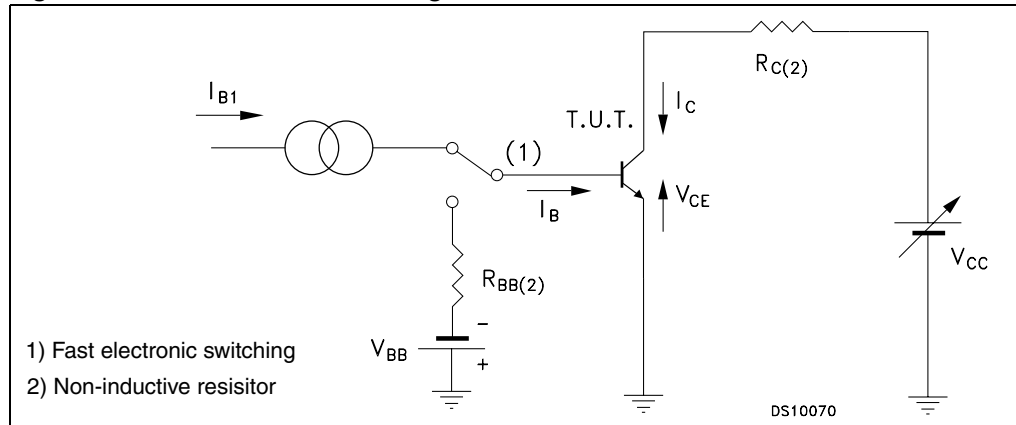 I_B1
R_C(2)
T.U.T.
I_C
(1)
I_B
V_CE
R_BB(2)
V_CC
V_BB
-
+
1) Fast electronic switching
2) Non-inductive resisitor
DS10070